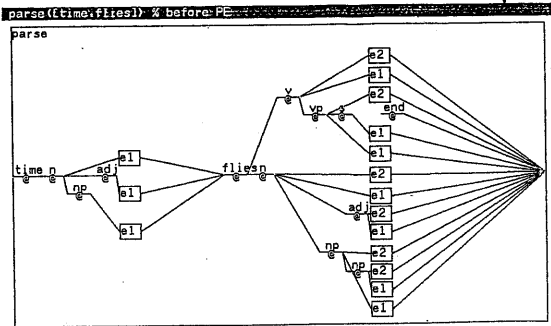 parse([time,flies]) % before PE
parse
e2
v
e1
e2
vp
s
end
e1
adj
e1
e1
time
n
flies
n
e2
np
e1
e1
adj
e2
e1
e1
np
e2
np
e2
e1
e1